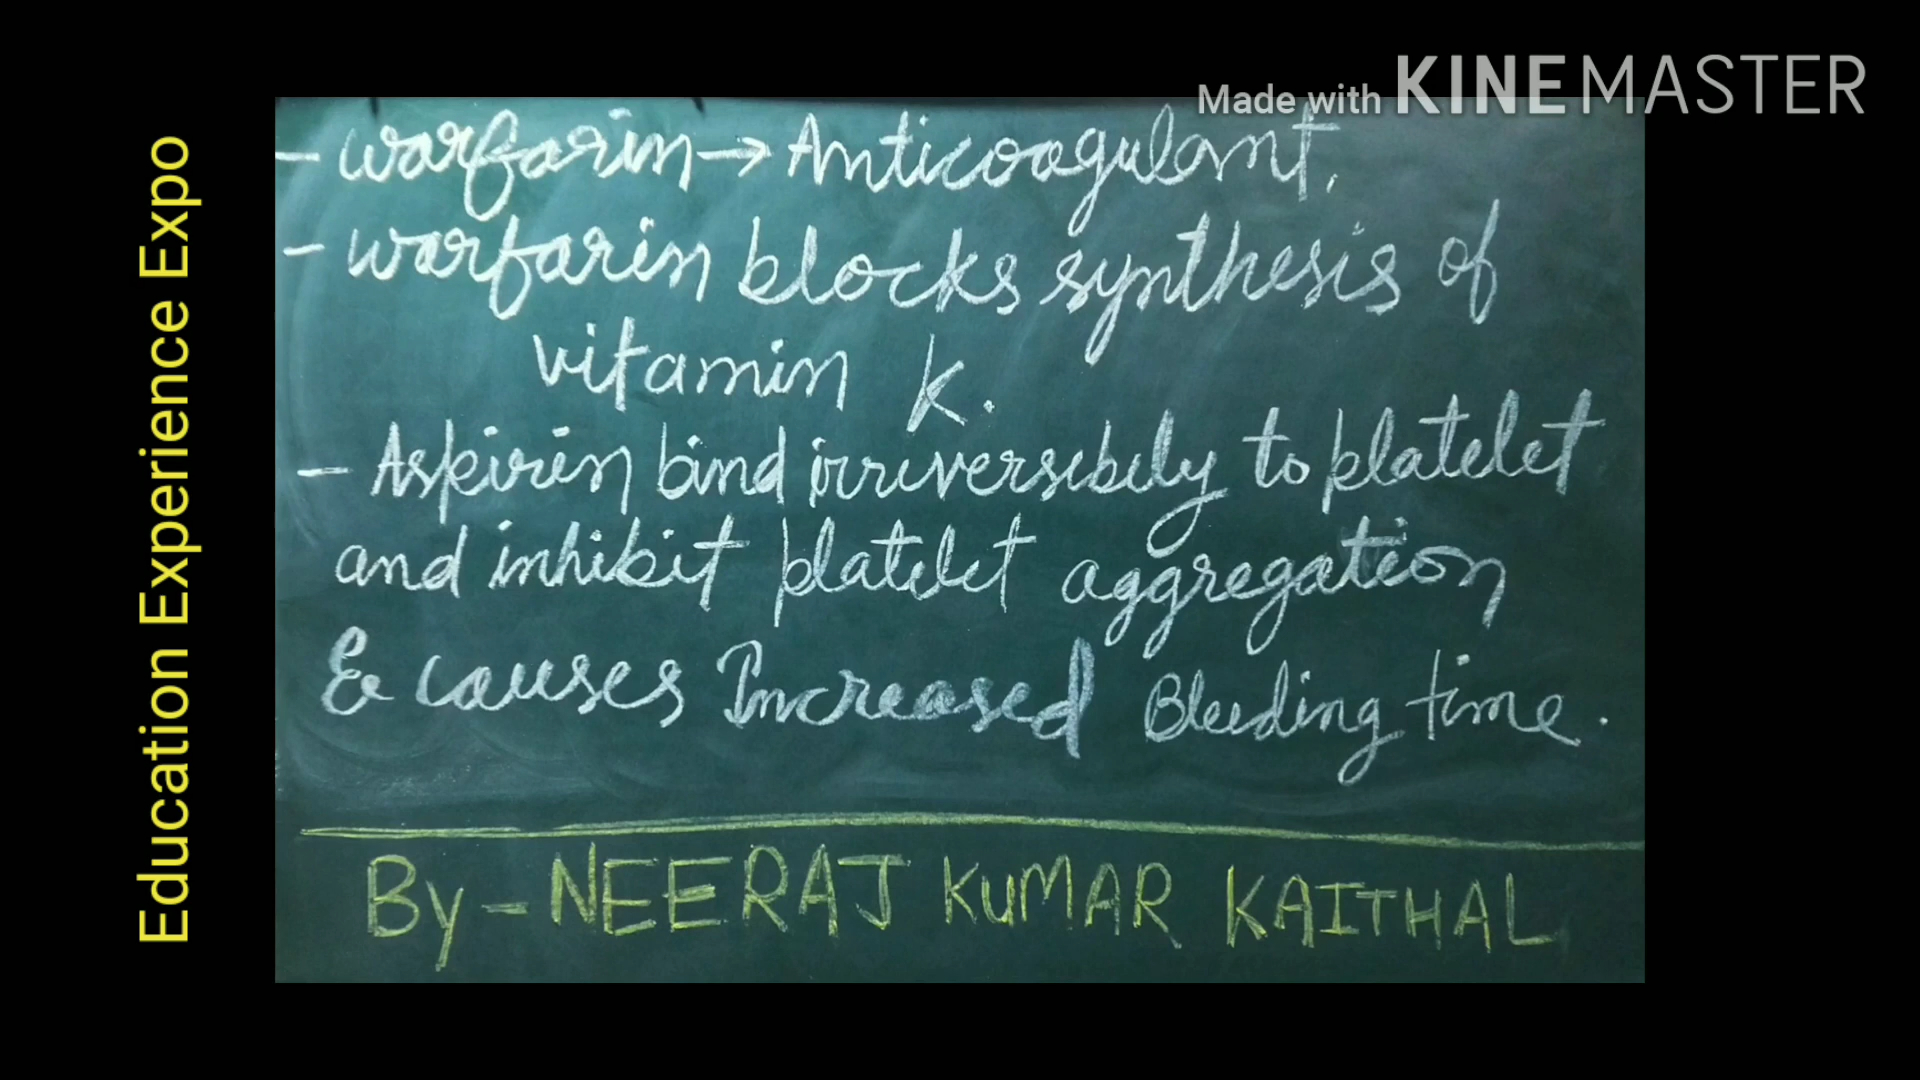 Made with KINEMASTER
Education Experience Expo
- warfarin → Anticoagulant.
- warfarin blocks synthesis of
vitamin K.
- Aspirin bind irreversibily to platelet
and inhibit platelet aggregation
& causes Increased Bleeding time.
By - NEERAJ KUMAR KAITHAL